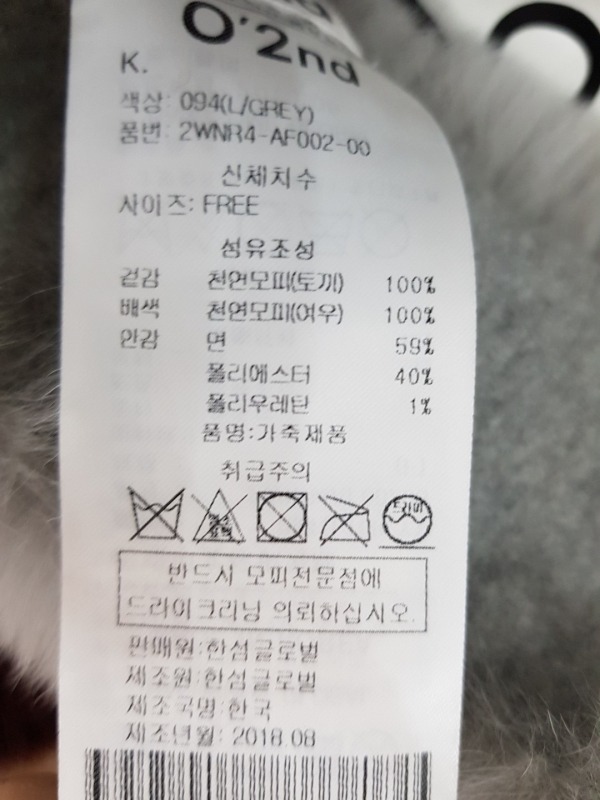 O'2nd
K.
색상: 094(L/GREY)
품번: 2WNR4-AF002-00
신체치수
사이즈: FREE
섬유조성
겉감 천연모피(토끼) 100%
배색 천연모피(여우) 100%
안감 면 59%
폴리에스터 40%
폴리우레탄 1%
품명:가죽제품
취급주의
드라이
반드시 모피전문점에
드라이크리닝 의뢰하십시오.
판매원:한섬글로벌
제조원:한섬글로벌
제조국명:한국
제조년월: 2018.08